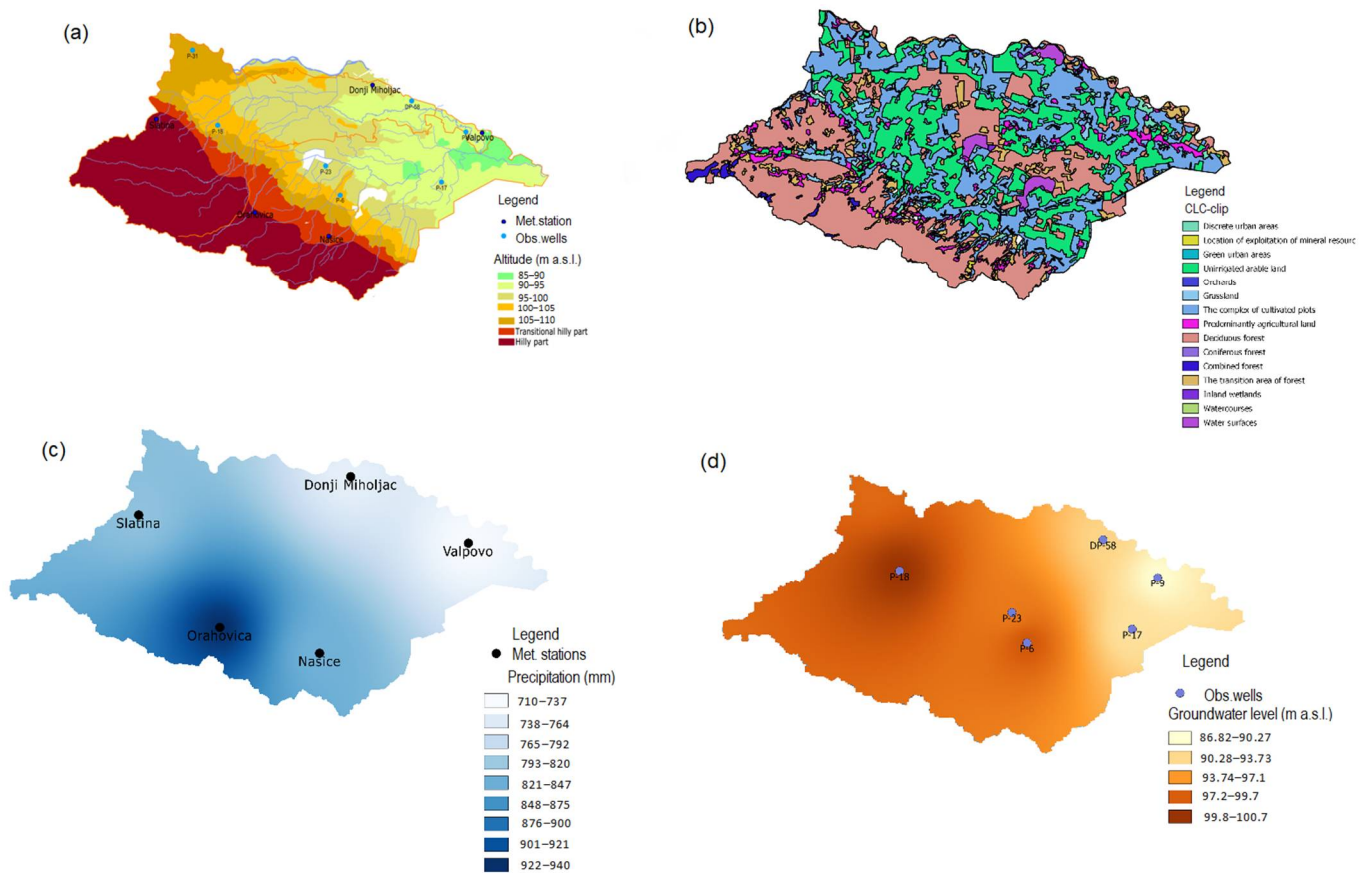 (a)
P-31
Donji Miholjac
DP-58
Slatina
P-18
Valpovo
P-23
P-17
P-6
Orahovica
Našice
Legend
Met.station
Obs.wells
Altitude (m a.s.l.)
85–90
90–95
95-100
100–105
105–110
Transitional hilly part
Hilly part
(b)
Legend
CLC-clip
Discrete urban areas
Location of exploitation of mineral resourc
Green urban areas
Unirrigated arable land
Orchards
Grassland
The complex of cultivated plots
Predominantly agricultural land
Deciduous forest
Coniferous forest
Combined forest
The transition area of forest
Inland wetlands
Watercourses
Water surfaces
(c)
Donji Miholjac
Slatina
Valpovo
Orahovica
Našice
Legend
Met. stations
Precipitation (mm)
710–737
738–764
765–792
793–820
821–847
848–875
876–900
901–921
922–940
(d)
DP-58
P-18
P-9
P-23
P-17
P-6
Legend
Obs.wells
Groundwater level (m a.s.l.)
86.82–90.27
90.28–93.73
93.74–97.1
97.2–99.7
99.8–100.7